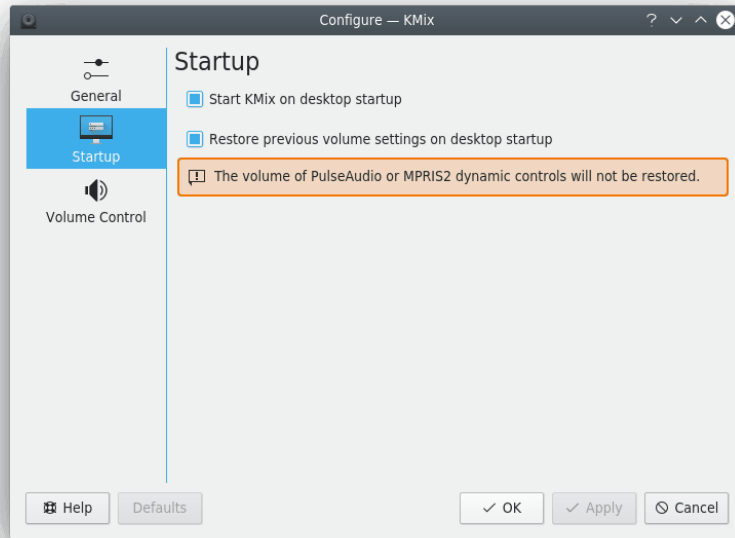 Configure — KMix
?
General
Startup
Volume Control
Startup
Start KMix on desktop startup
Restore previous volume settings on desktop startup
The volume of PulseAudio or MPRIS2 dynamic controls will not be restored.
Help
Defaults
OK
Apply
Cancel